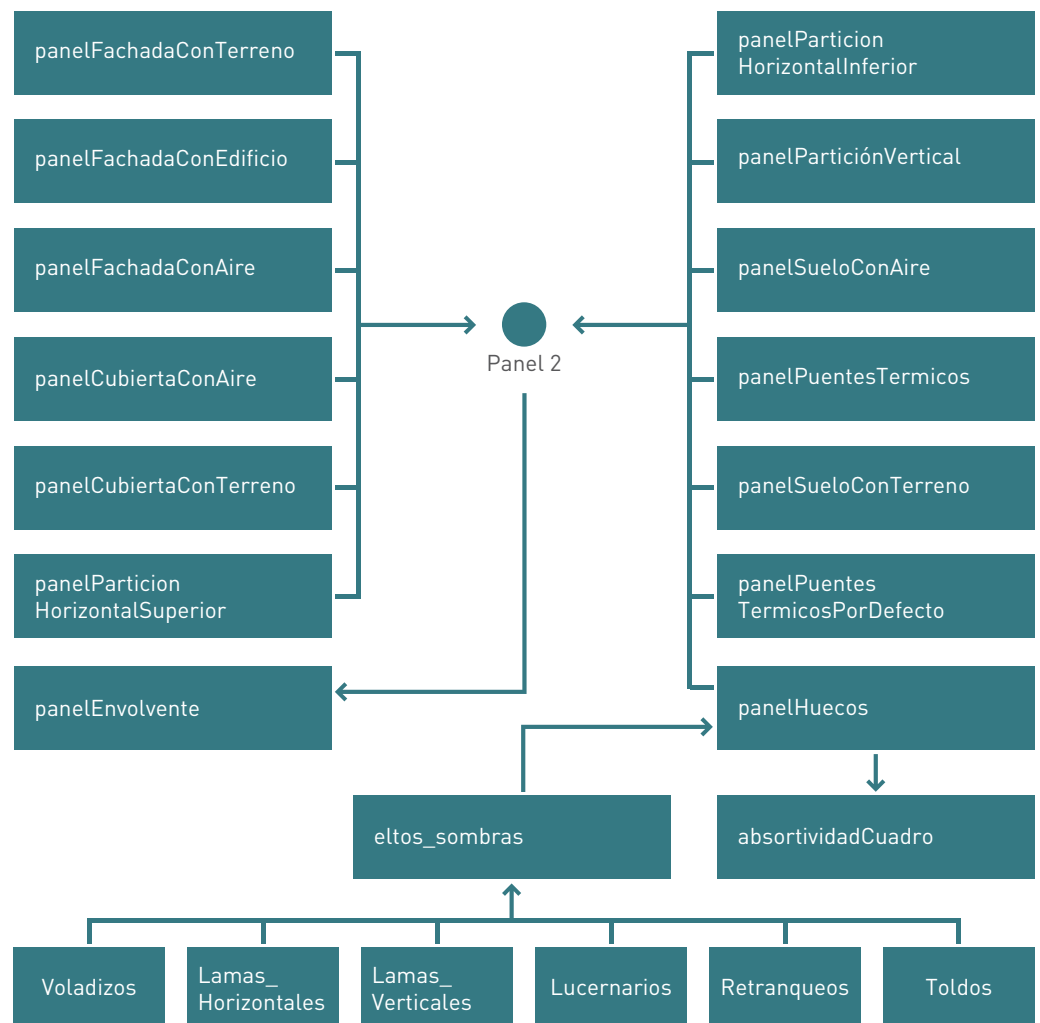 panelFachadaConTerreno
panelFachadaConEdificio
panelFachadaConAire
panelCubiertaConAire
panelCubiertaConTerreno
panelParticion
HorizontalSuperior
panelEnvolvente
Panel 2
panelParticion
HorizontalInferior
panelParticiónVertical
panelSueloConAire
panelPuentesTermicos
panelSueloConTerreno
panelPuentes
TermicosPorDefecto
panelHuecos
eltos_sombras
absortividadCuadro
Voladizos
Lamas_
Horizontales
Lamas_
Verticales
Lucernarios
Retranqueos
Toldos